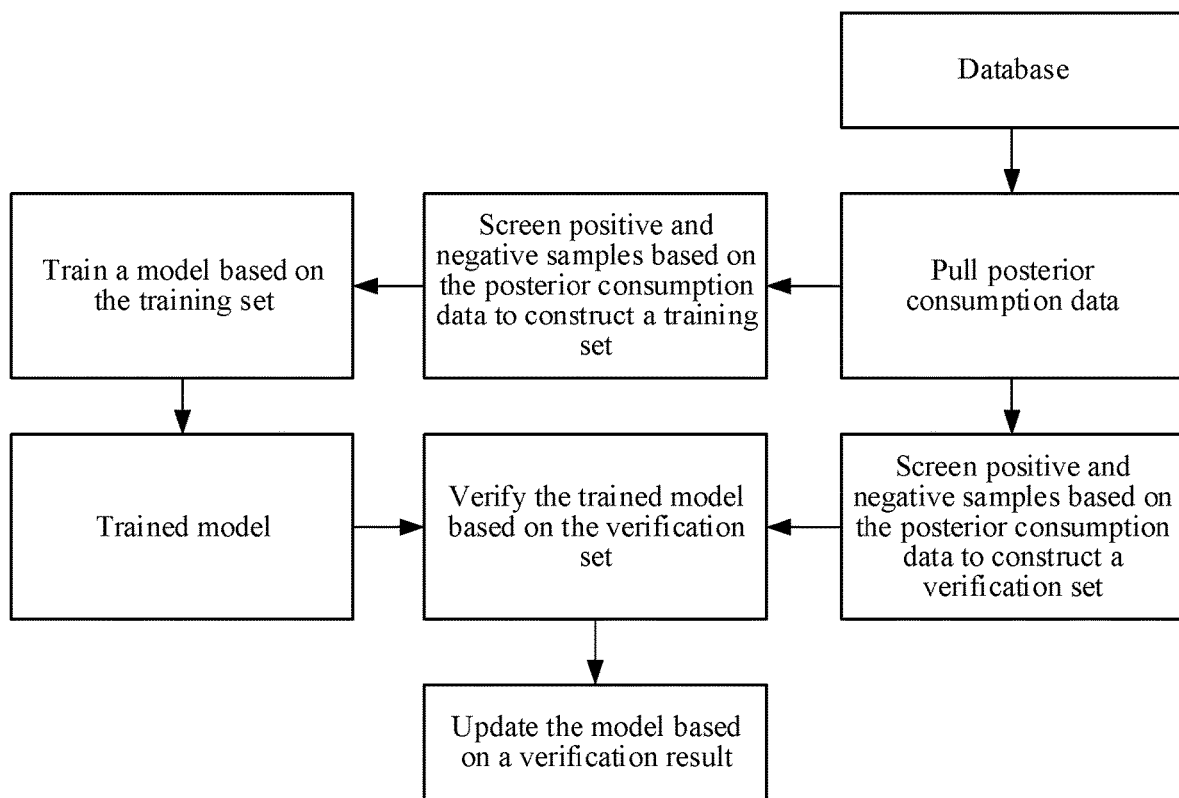 Database
Train a model based on
the training set
Screen positive and
negative samples based on
the posterior consumption
data to construct a training
set
Pull posterior
consumption data
Trained model
Verify the trained model
based on the verification
set
Screen positive and
negative samples based on
the posterior consumption
data to construct a
verification set
Update the model based
on a verification result